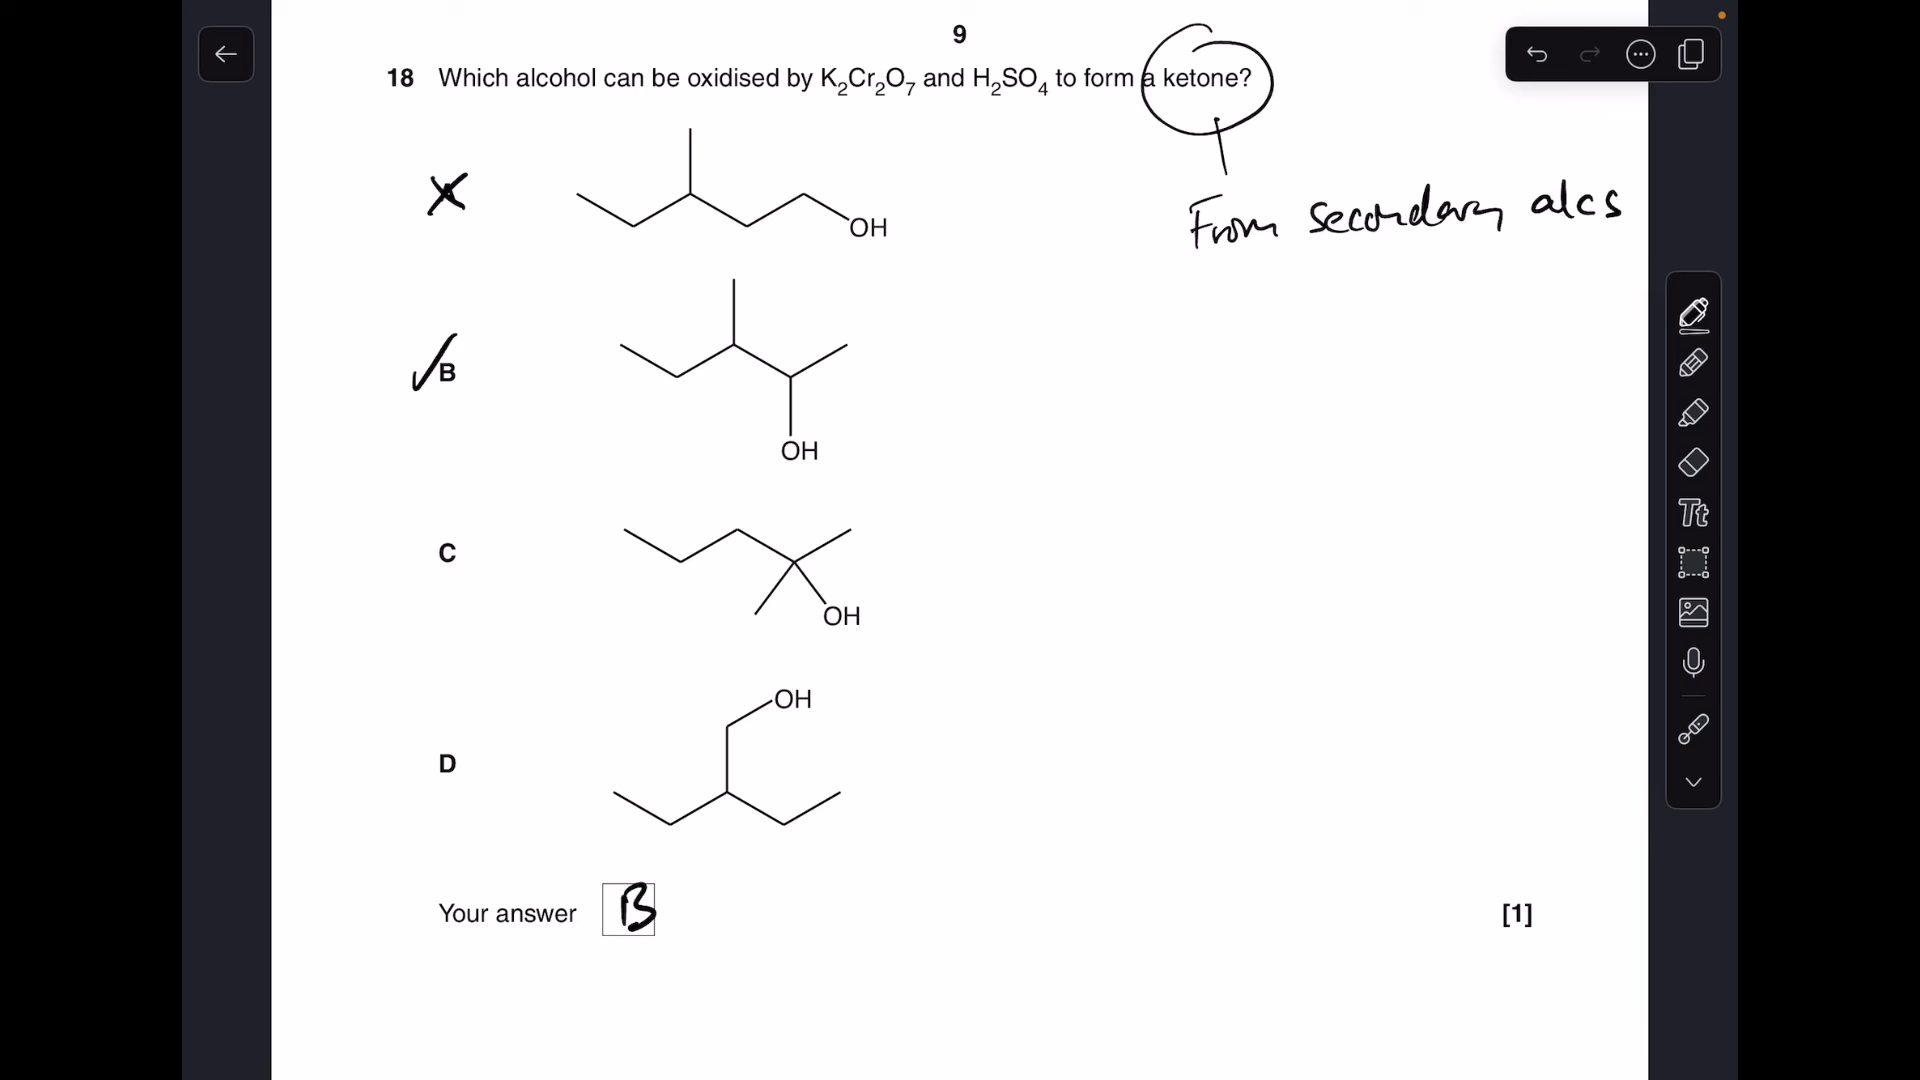 9
18 Which alcohol can be oxidised by K₂Cr₂O₇ and H₂SO₄ to form a ketone?
From secondary alcs
A
OH
B
OH
C
OH
OH
D
Your answer B [1]
Tt